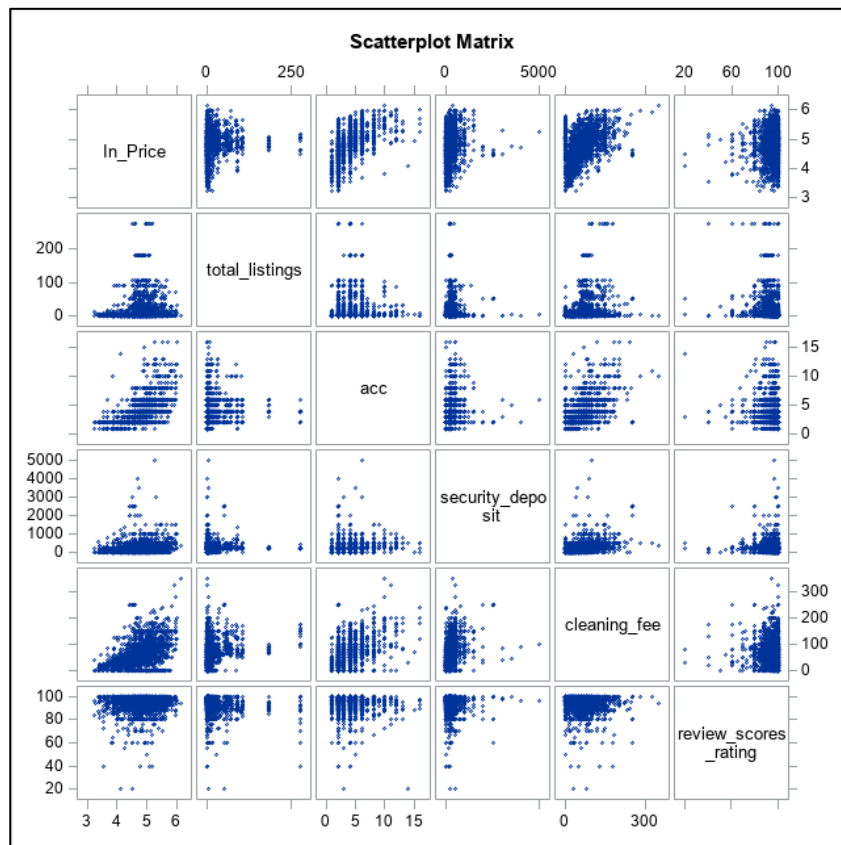 Scatterplot Matrix
0 250 0 5000 20 60 100
ln_Price
6
5
4
3
200
100
0
total_listings
acc
15
10
5
0
5000
4000
3000
2000
1000
0
security_depo
sit
cleaning_fee
300
200
100
0
100
80
60
40
20
review_scores
_rating
3 4 5 6 0 5 10 15 0 300